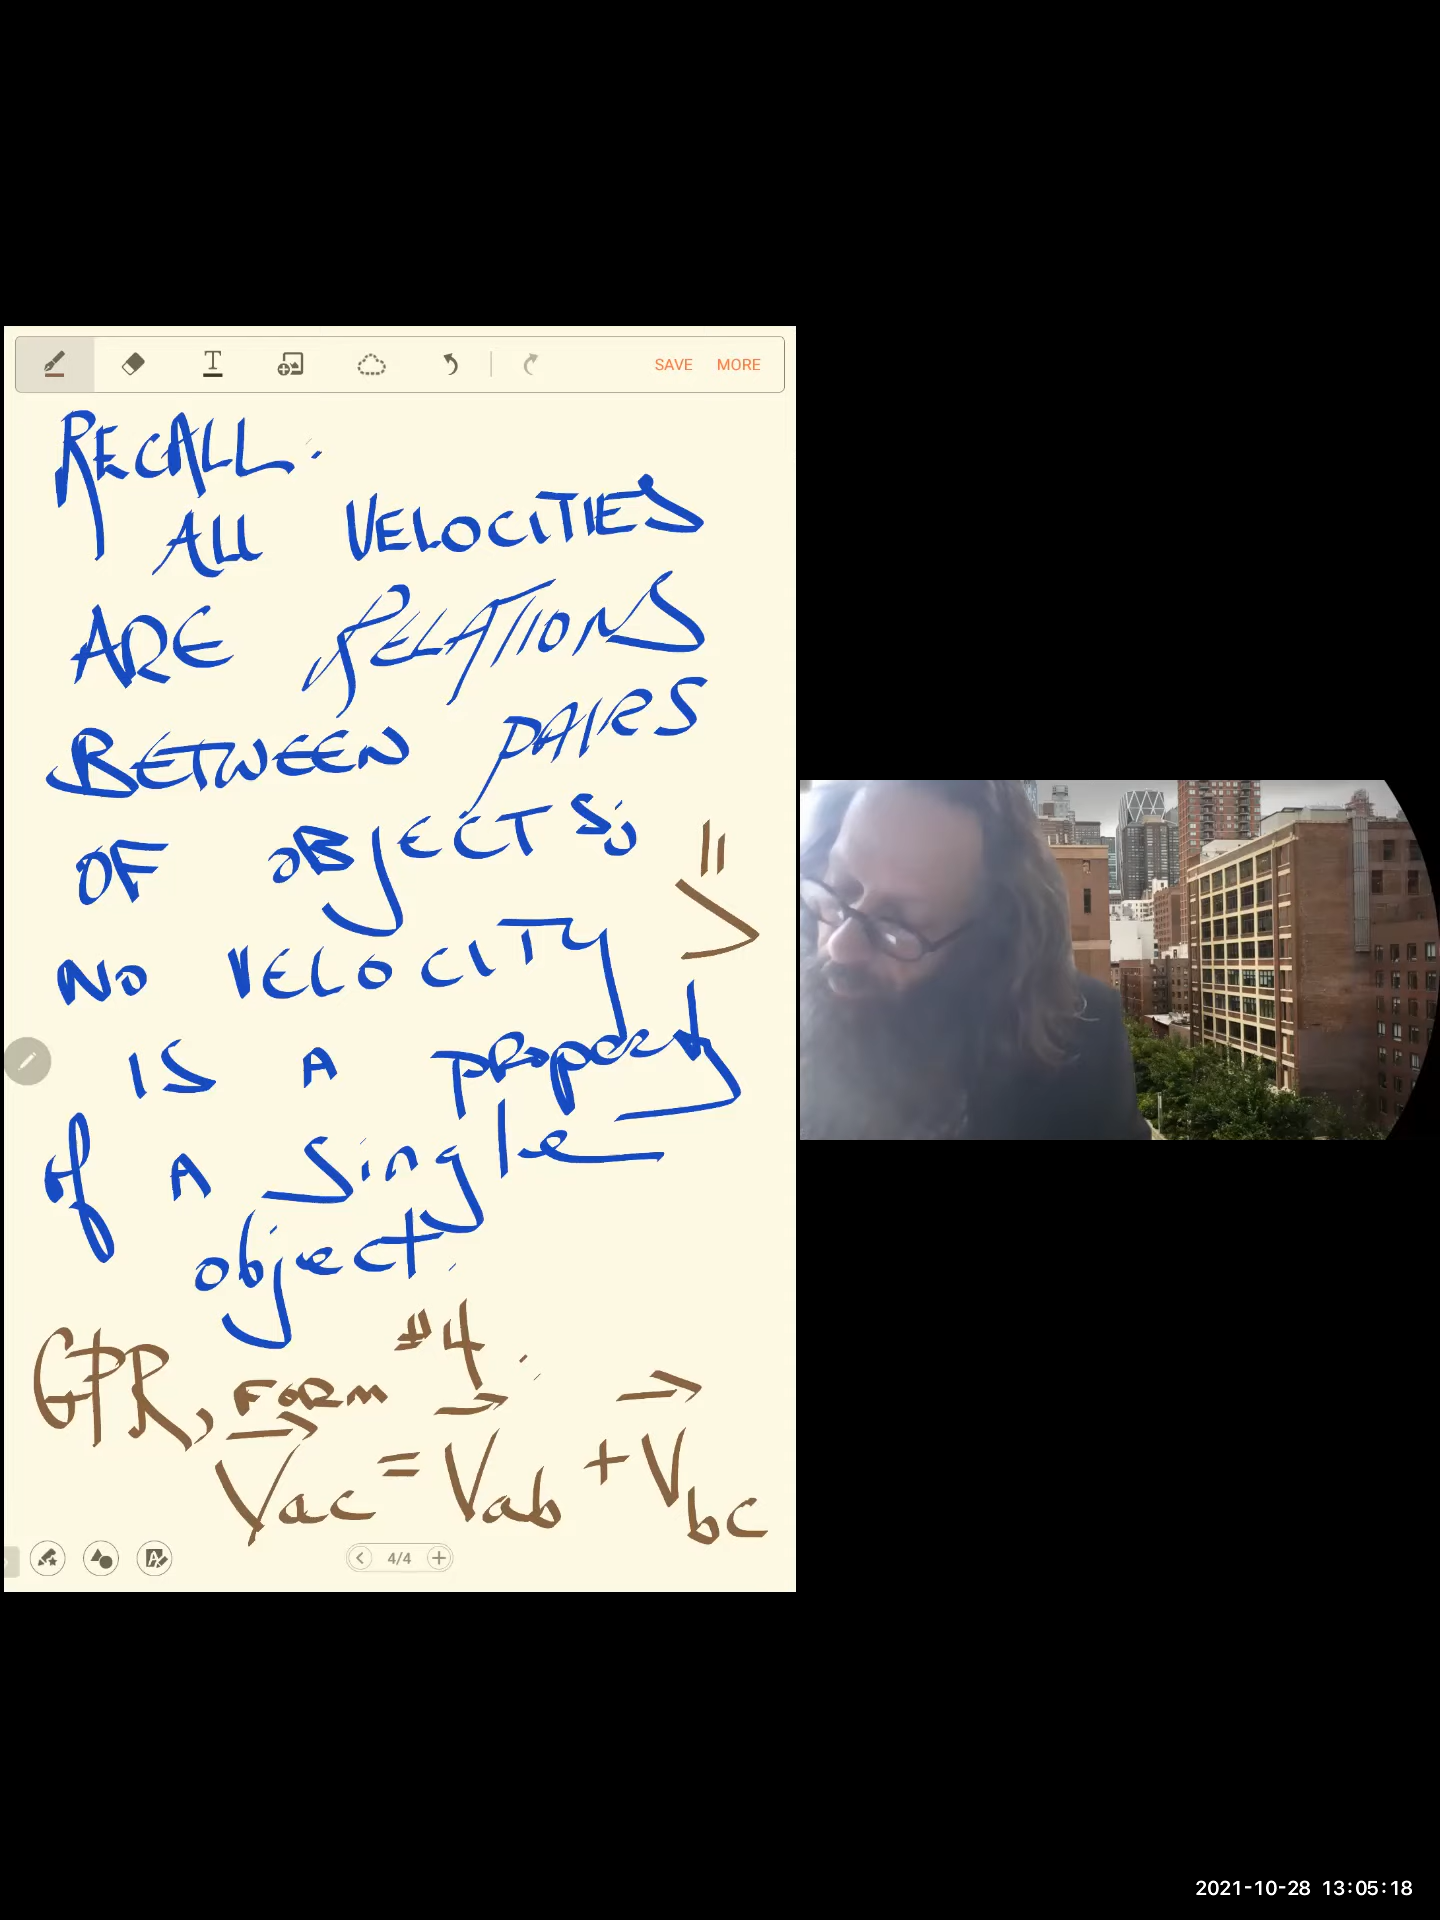 T
SAVE MORE
RECALL:
ALL VELOCITIES
ARE RELATIONS
BETWEEN PAIRS
OF OBJECTS;
=>
NO VELOCITY
IS A property
of A single
object.
GPR, FORM #4:
Vac = Vab + Vbc
4/4
2021-10-28 13:05:18